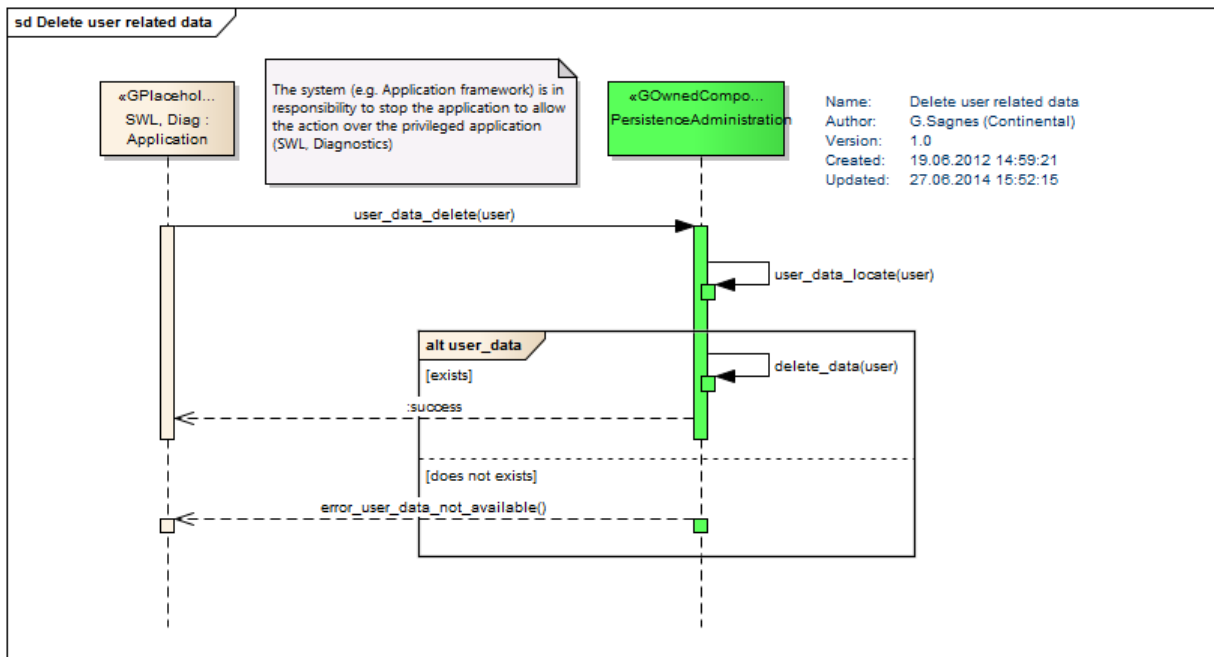 sd Delete user related data
«GPlacehol...
SWL, Diag :
Application
The system (e.g. Application framework) is in
responsibility to stop the application to allow
the action over the privileged application
(SWL, Diagnostics)
«GOwnedCompo...
PersistenceAdministration
Name: Delete user related data
Author: G.Sagnes (Continental)
Version: 1.0
Created: 19.06.2012 14:59:21
Updated: 27.06.2014 15:52:15
user_data_delete(user)
user_data_locate(user)
alt user_data
[exists]
delete_data(user)
:success
[does not exists]
error_user_data_not_available()